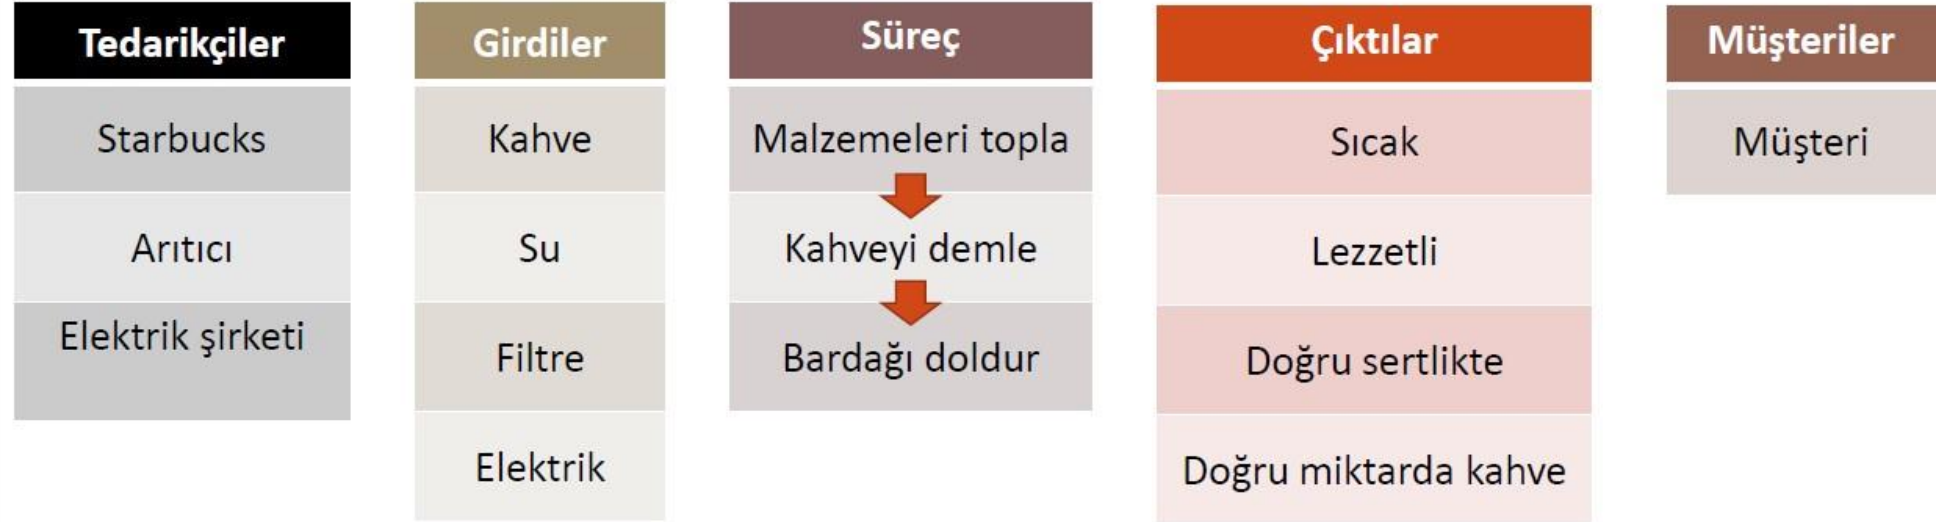 Tedarikçiler
Starbucks
Arıtıcı
Elektrik şirketi
Girdiler
Kahve
Su
Filtre
Elektrik
Süreç
Malzemeleri topla
Kahveyi demle
Bardağı doldur
Çıktılar
Sıcak
Lezzetli
Doğru sertlikte
Doğru miktarda kahve
Müşteriler
Müşteri